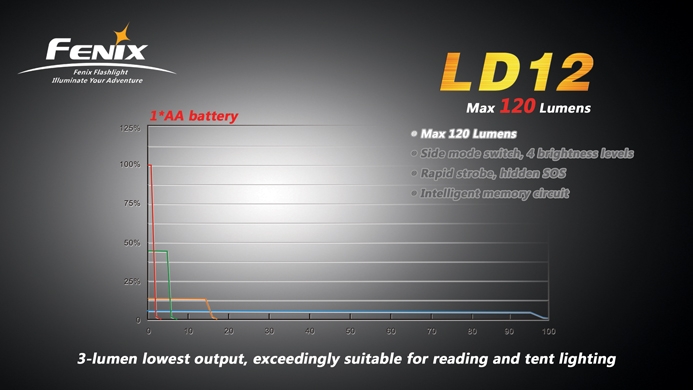 FENIX
Fenix Flashlight
Illuminate Your Adventure
LD12
Max 120 Lumens
1*AA battery
• Max 120 Lumens
• Side mode switch, 4 brightness levels
• Rapid strobe, hidden SOS
• Intelligent memory circuit
125%
100%
75%
50%
25%
0
0 10 20 30 40 50 60 70 80 90 100
3-lumen lowest output, exceedingly suitable for reading and tent lighting